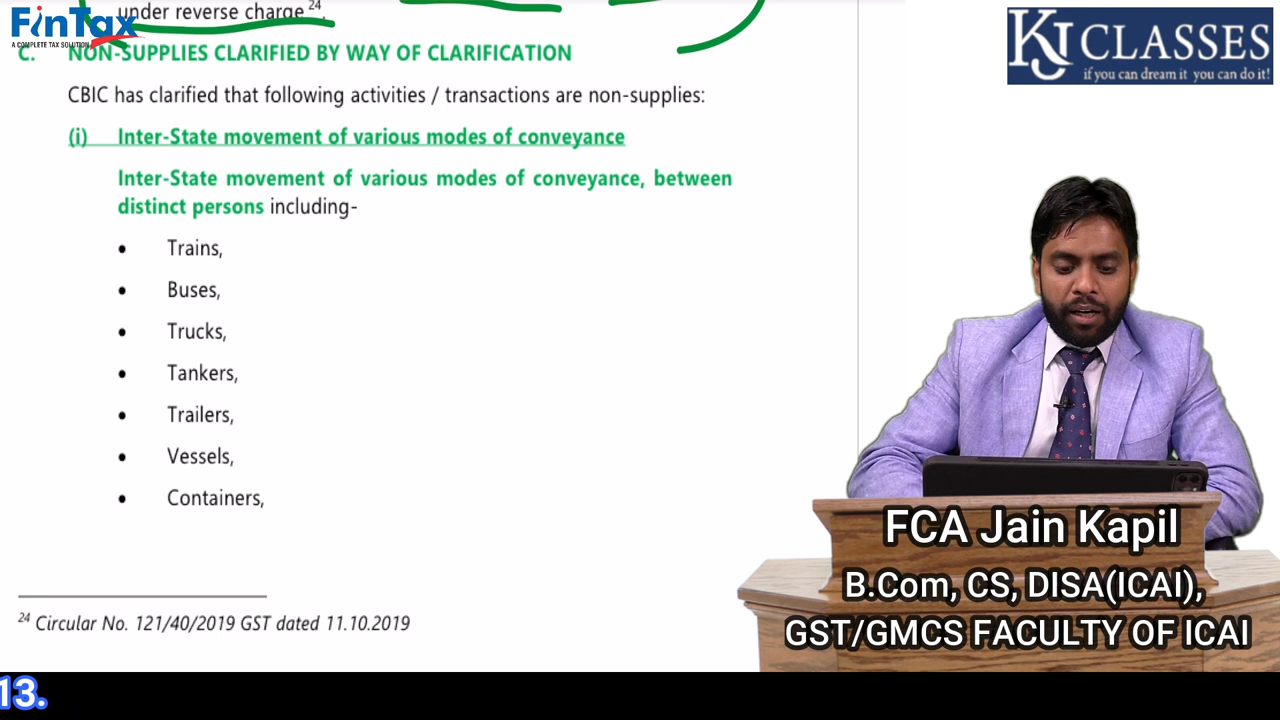 under reverse charge 24.
FinTax
A COMPLETE TAX SOLUTION
C. NON-SUPPLIES CLARIFIED BY WAY OF CLARIFICATION
CBIC has clarified that following activities / transactions are non-supplies:
(i) Inter-State movement of various modes of conveyance
Inter-State movement of various modes of conveyance, between
distinct persons including-
• Trains,
• Buses,
• Trucks,
• Tankers,
• Trailers,
• Vessels,
• Containers,
24 Circular No. 121/40/2019 GST dated 11.10.2019
KJ CLASSES
if you can dream it you can do it!
FCA Jain Kapil
B.Com, CS, DISA(ICAI),
GST/GMCS FACULTY OF ICAI
13.